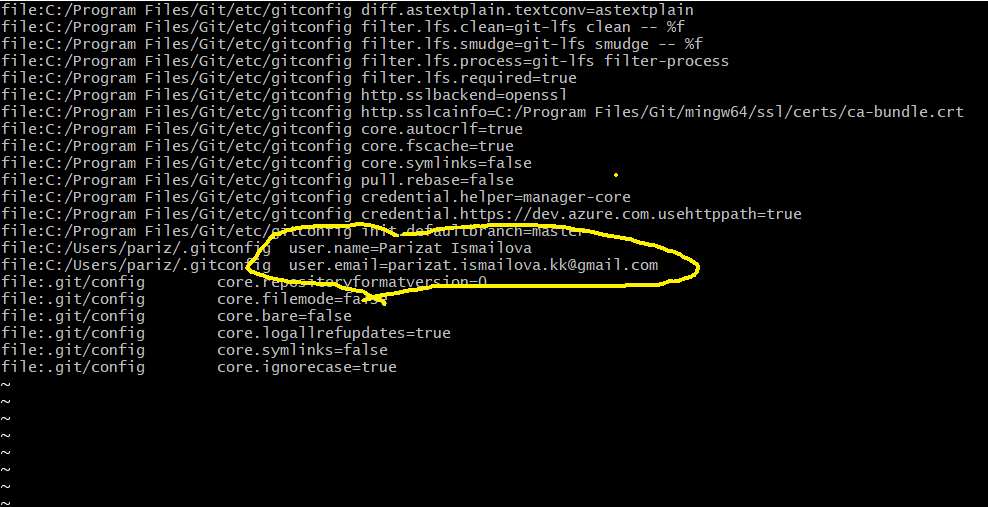 file:C:/Program Files/Git/etc/gitconfig diff.astextplain.textconv=astextplain
file:C:/Program Files/Git/etc/gitconfig filter.lfs.clean=git-lfs clean -- %f
file:C:/Program Files/Git/etc/gitconfig filter.lfs.smudge=git-lfs smudge -- %f
file:C:/Program Files/Git/etc/gitconfig filter.lfs.process=git-lfs filter-process
file:C:/Program Files/Git/etc/gitconfig filter.lfs.required=true
file:C:/Program Files/Git/etc/gitconfig http.sslbackend=openssl
file:C:/Program Files/Git/etc/gitconfig http.sslcainfo=C:/Program Files/Git/mingw64/ssl/certs/ca-bundle.crt
file:C:/Program Files/Git/etc/gitconfig core.autocrlf=true
file:C:/Program Files/Git/etc/gitconfig core.fscache=true
file:C:/Program Files/Git/etc/gitconfig core.symlinks=false
file:C:/Program Files/Git/etc/gitconfig pull.rebase=false
file:C:/Program Files/Git/etc/gitconfig credential.helper=manager-core
file:C:/Program Files/Git/etc/gitconfig credential.https://dev.azure.com.usehttppath=true
file:C:/Program Files/Git/etc/gitconfig init.defaultbranch=master
file:C:/Users/pariz/.gitconfig  user.name=Parizat Ismailova
file:C:/Users/pariz/.gitconfig  user.email=parizat.ismailova.kk@gmail.com
file:.git/config        core.repositoryformatversion=0
file:.git/config        core.filemode=false
file:.git/config        core.bare=false
file:.git/config        core.logallrefupdates=true
file:.git/config        core.symlinks=false
file:.git/config        core.ignorecase=true
~
~
~
~
~
~
~
~